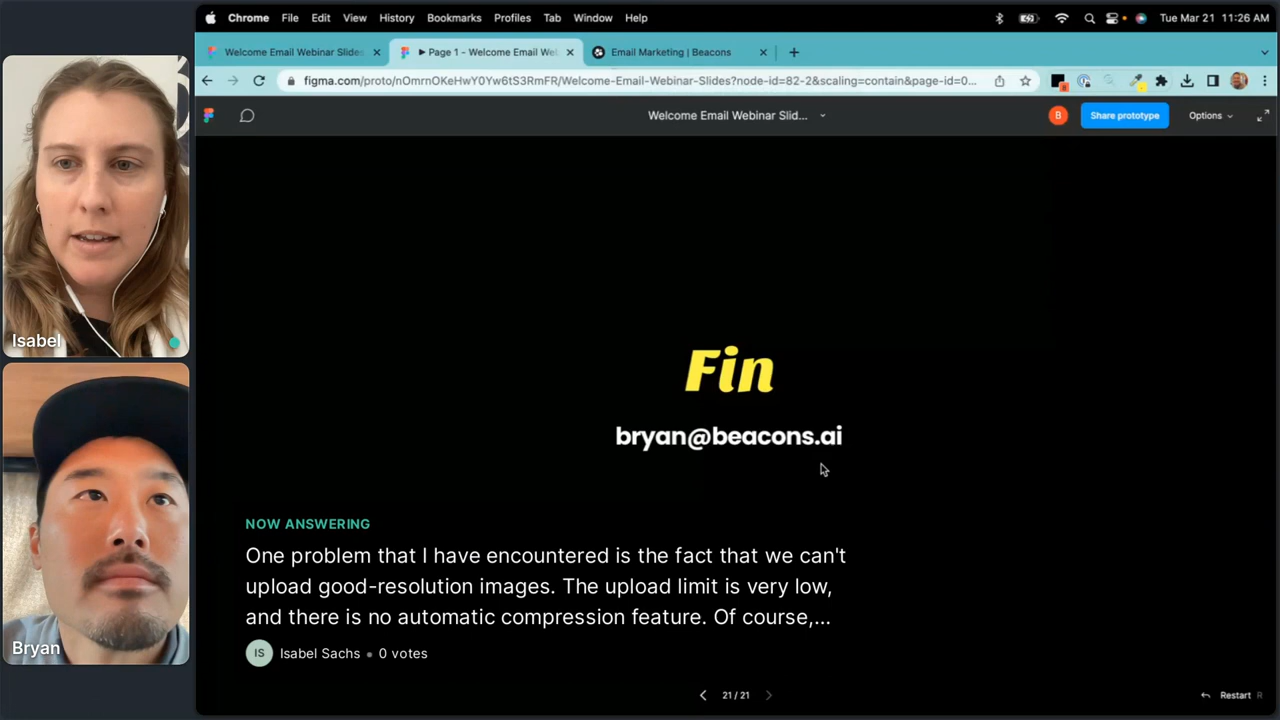 Chrome File Edit View History Bookmarks Profiles Tab Window Help Tue Mar 21 11:26 AM
Welcome Email Webinar Slides Page 1 - Welcome Email We Email Marketing | Beacons
figma.com/proto/nOmrnOKeHwY0Yw6tS3RmFR/Welcome-Email-Webinar-Slides?node-id=82-2&scaling=contain&page-id=0...
Welcome Email Webinar Slid... B Share prototype Options
Isabel
Bryan
Fin
bryan@beacons.ai
NOW ANSWERING
One problem that I have encountered is the fact that we can't
upload good-resolution images. The upload limit is very low,
and there is no automatic compression feature. Of course,...
IS Isabel Sachs • 0 votes
21 / 21 Restart R